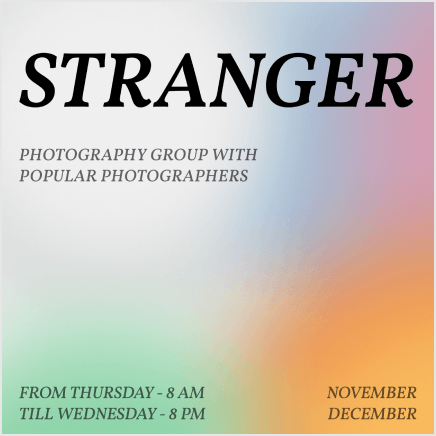 STRANGER
PHOTOGRAPHY GROUP WITH
POPULAR PHOTOGRAPHERS
FROM THURSDAY - 8 AM
TILL WEDNESDAY - 8 PM
NOVEMBER
DECEMBER